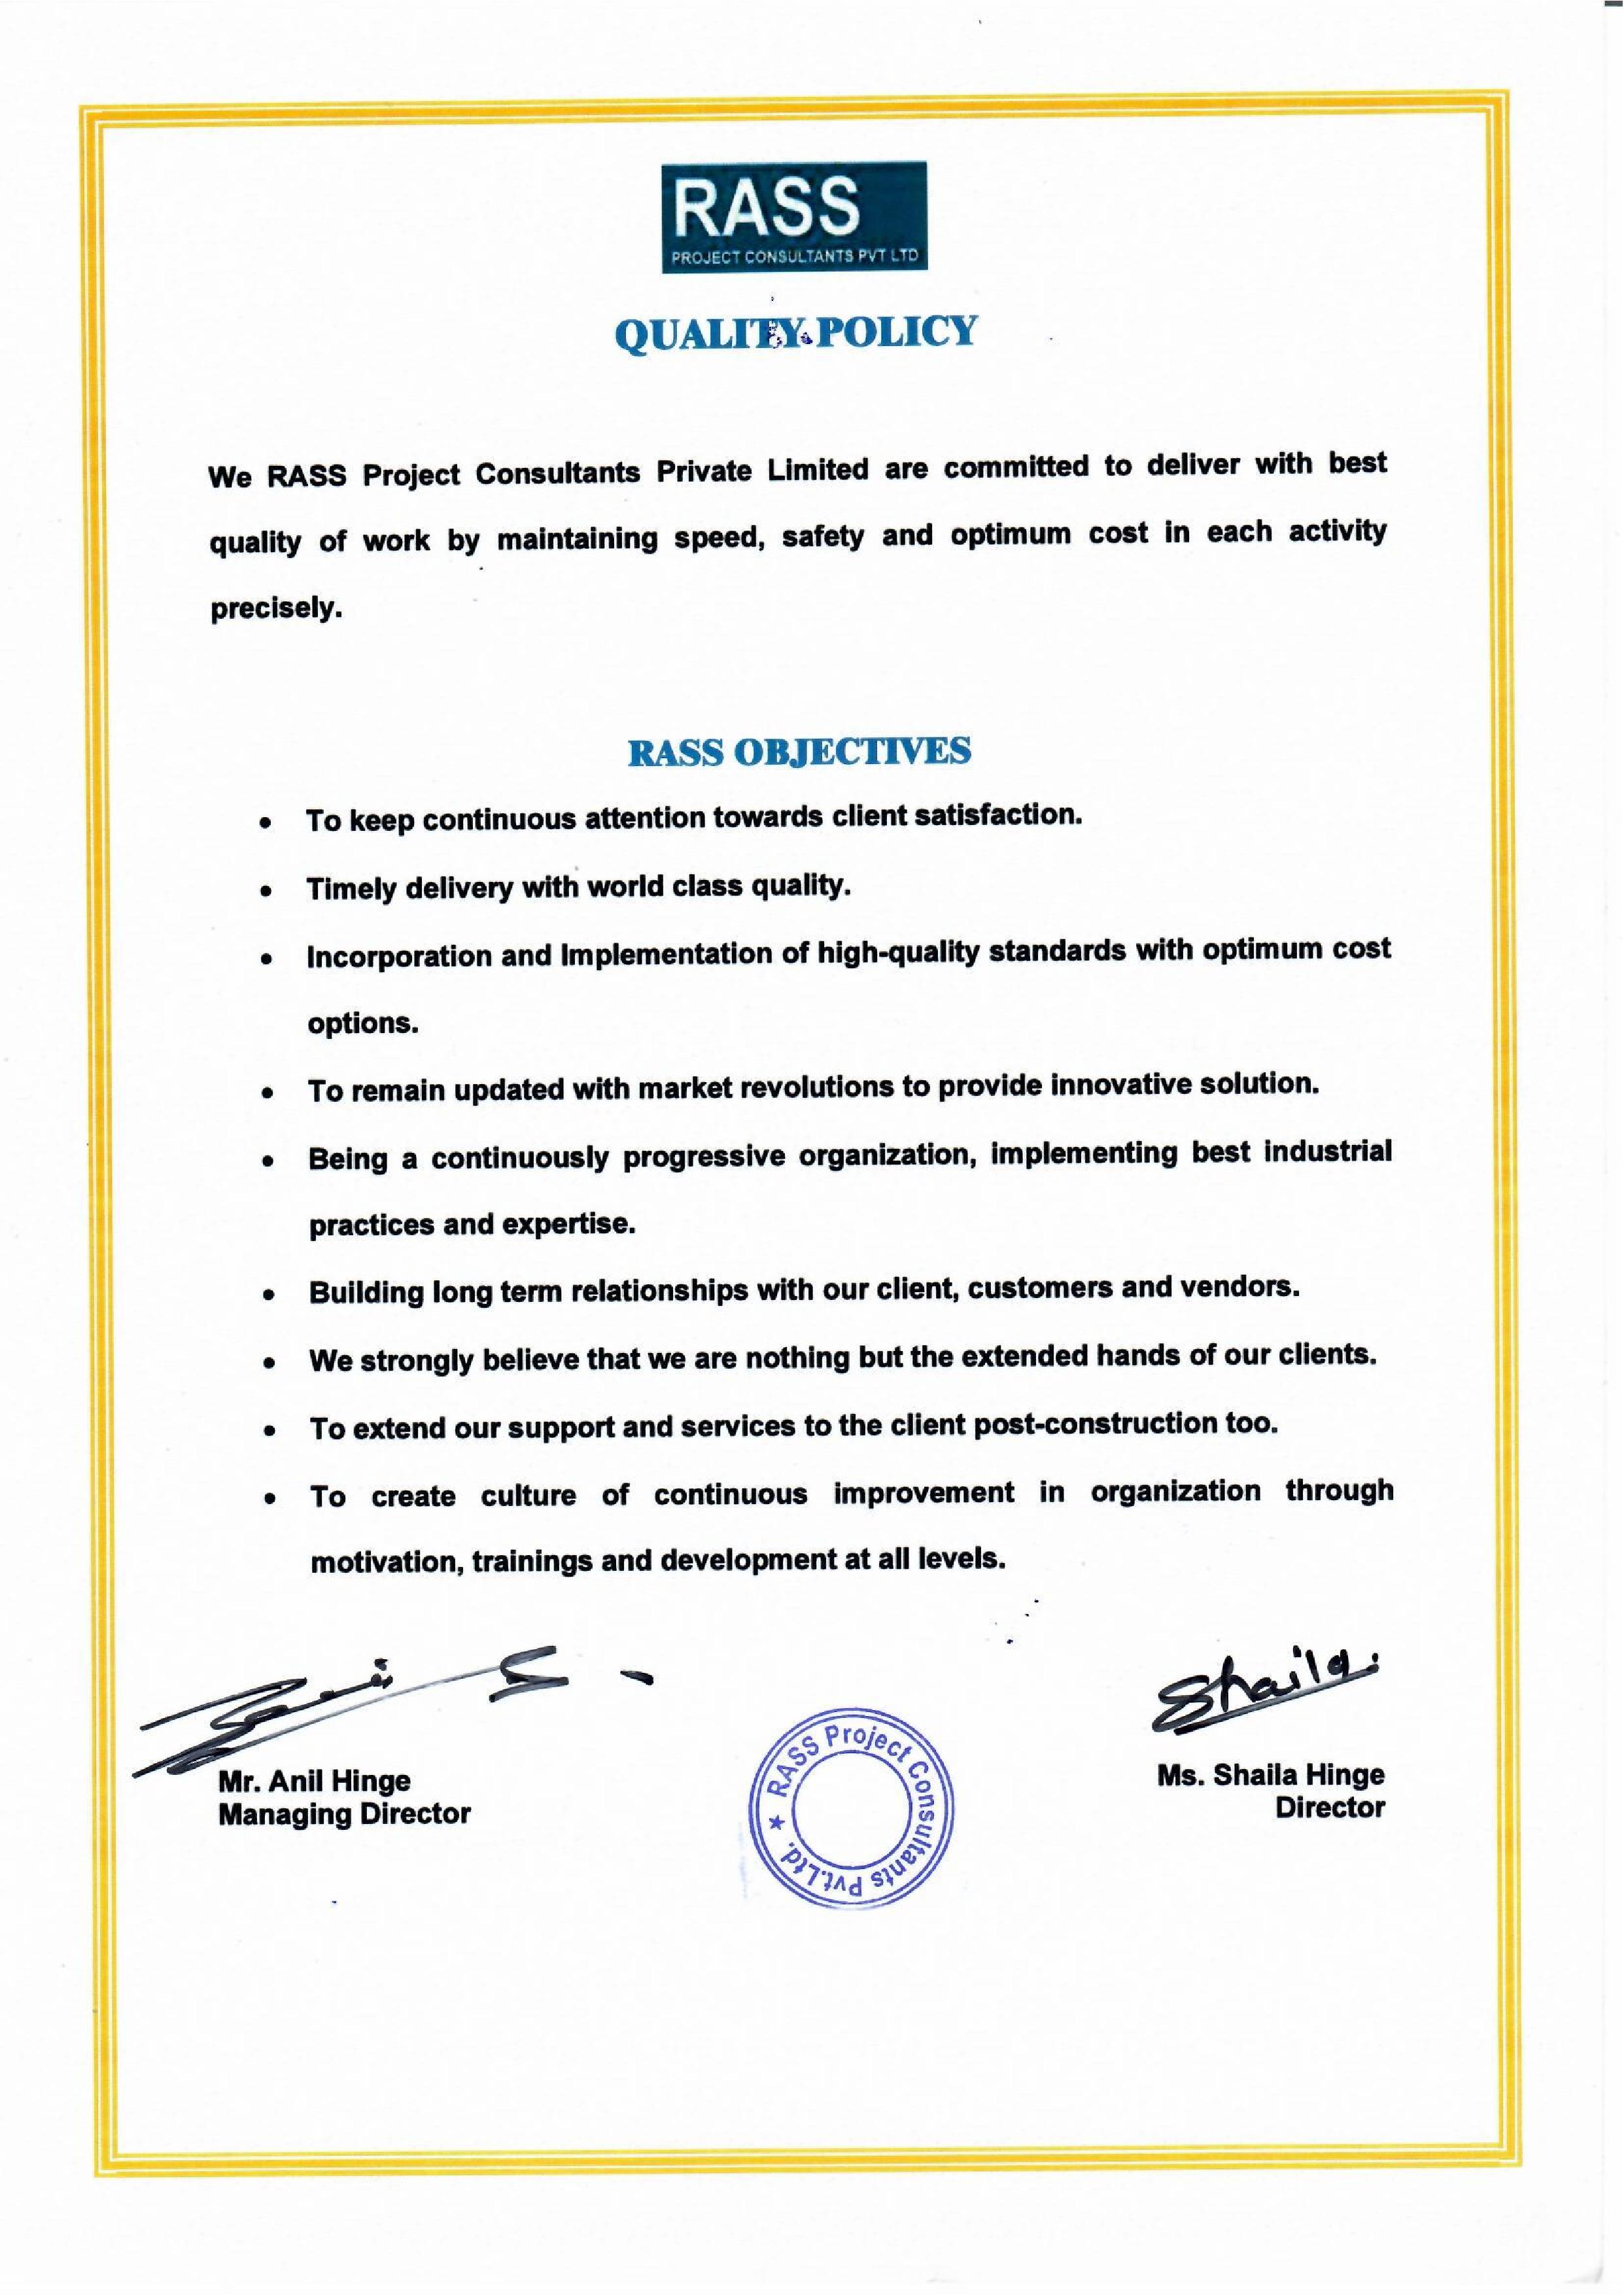 RASS
PROJECT CONSULTANTS PVT LTD
QUALITY POLICY
We RASS Project Consultants Private Limited are committed to deliver with best
quality of work by maintaining speed, safety and optimum cost in each activity
precisely.
RASS OBJECTIVES
• To keep continuous attention towards client satisfaction.
• Timely delivery with world class quality.
• Incorporation and Implementation of high-quality standards with optimum cost
options.
• To remain updated with market revolutions to provide innovative solution.
• Being a continuously progressive organization, implementing best industrial
practices and expertise.
• Building long term relationships with our client, customers and vendors.
• We strongly believe that we are nothing but the extended hands of our clients.
• To extend our support and services to the client post-construction too.
• To create culture of continuous improvement in organization through
motivation, trainings and development at all levels.
Shaila
Mr. Anil Hinge
Managing Director
★ RASS Project Consultants Pvt.Ltd.
Ms. Shaila Hinge
Director